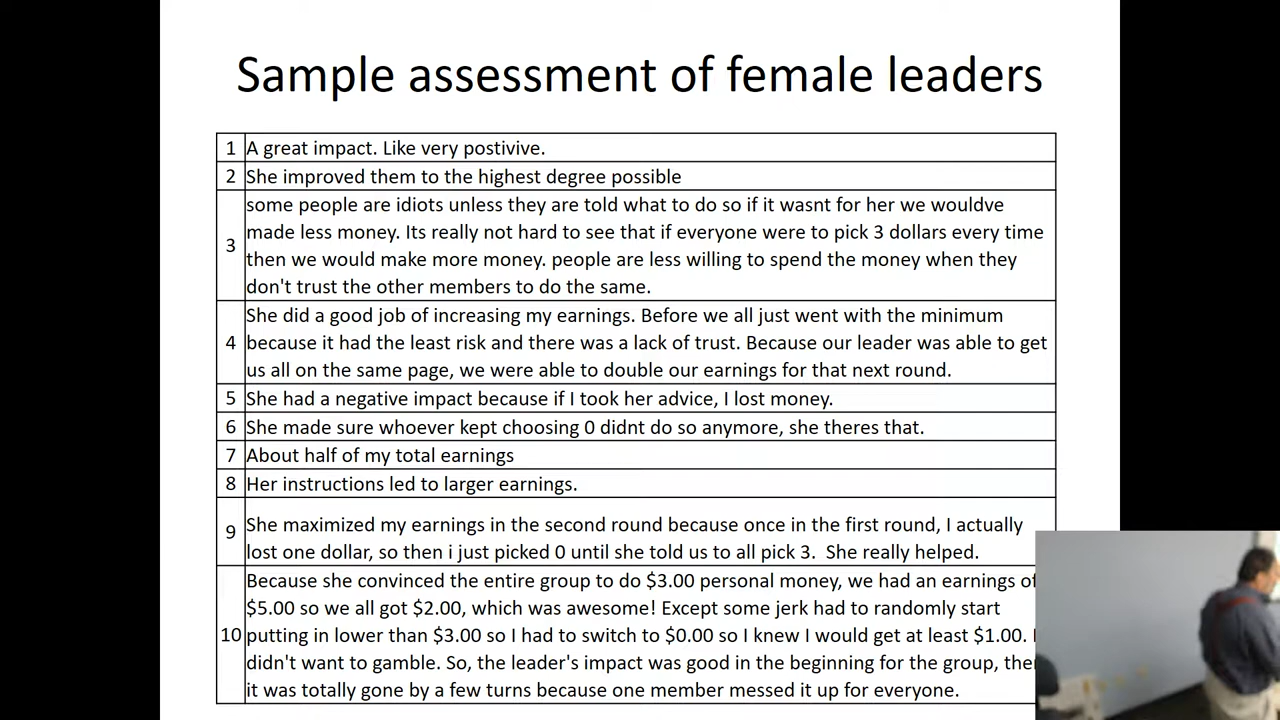 Sample assessment of female leaders
1 A great impact. Like very postivive.
2 She improved them to the highest degree possible
some people are idiots unless they are told what to do so if it wasnt for her we wouldve
made less money. Its really not hard to see that if everyone were to pick 3 dollars every time
3
then we would make more money. people are less willing to spend the money when they
don't trust the other members to do the same.
She did a good job of increasing my earnings. Before we all just went with the minimum
4 because it had the least risk and there was a lack of trust. Because our leader was able to get
us all on the same page, we were able to double our earnings for that next round.
5 She had a negative impact because if I took her advice, I lost money.
6 She made sure whoever kept choosing 0 didnt do so anymore, she theres that.
7 About half of my total earnings
8 Her instructions led to larger earnings.
9
She maximized my earnings in the second round because once in the first round, I actually
lost one dollar, so then i just picked 0 until she told us to all pick 3. She really helped.
Because she convinced the entire group to do $3.00 personal money, we had an earnings of
$5.00 so we all got $2.00, which was awesome! Except some jerk had to randomly start
10 putting in lower than $3.00 so I had to switch to $0.00 so I knew I would get at least $1.00. I
didn't want to gamble. So, the leader's impact was good in the beginning for the group, then
it was totally gone by a few turns because one member messed it up for everyone.